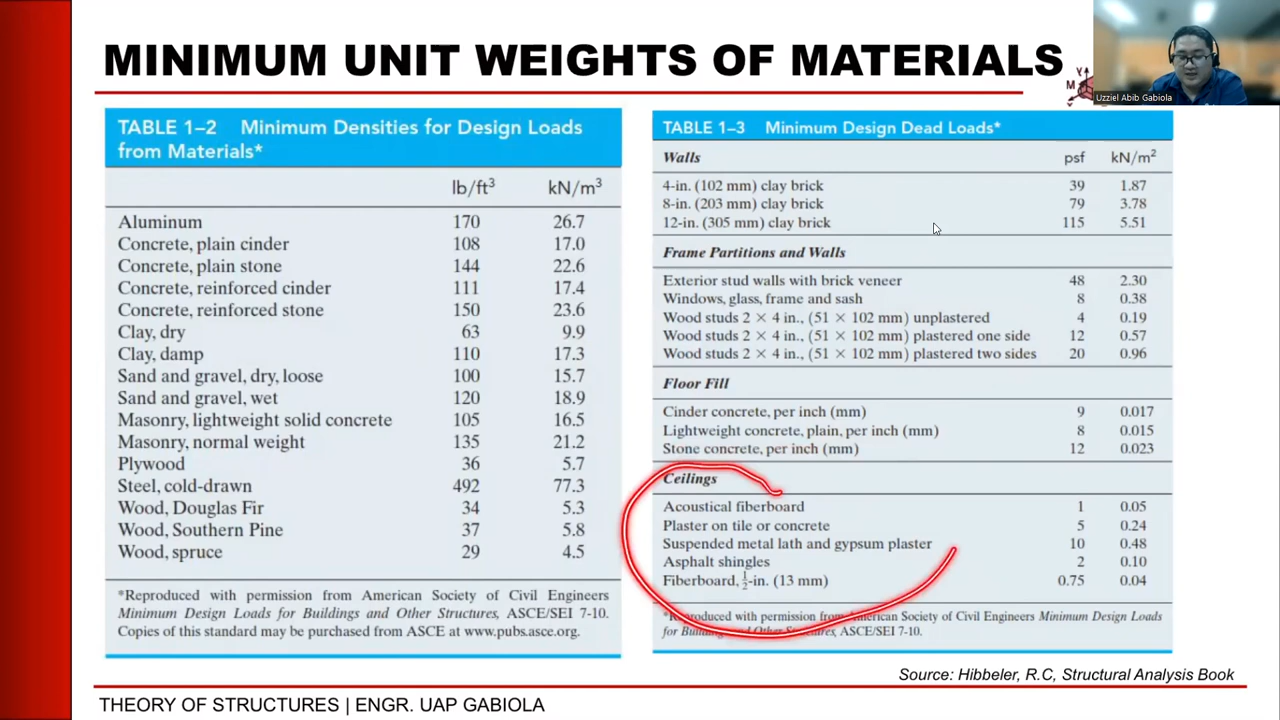 MINIMUM UNIT WEIGHTS OF MATERIALS
Uzziel Abib Gabiola
TABLE 1–2 Minimum Densities for Design Loads
from Materials*
lb/ft³ kN/m³
Aluminum 170 26.7
Concrete, plain cinder 108 17.0
Concrete, plain stone 144 22.6
Concrete, reinforced cinder 111 17.4
Concrete, reinforced stone 150 23.6
Clay, dry 63 9.9
Clay, damp 110 17.3
Sand and gravel, dry, loose 100 15.7
Sand and gravel, wet 120 18.9
Masonry, lightweight solid concrete 105 16.5
Masonry, normal weight 135 21.2
Plywood 36 5.7
Steel, cold-drawn 492 77.3
Wood, Douglas Fir 34 5.3
Wood, Southern Pine 37 5.8
Wood, spruce 29 4.5
*Reproduced with permission from American Society of Civil Engineers
Minimum Design Loads for Buildings and Other Structures, ASCE/SEI 7-10.
Copies of this standard may be purchased from ASCE at www.pubs.asce.org.
TABLE 1–3 Minimum Design Dead Loads*
Walls psf kN/m²
4-in. (102 mm) clay brick 39 1.87
8-in. (203 mm) clay brick 79 3.78
12-in. (305 mm) clay brick 115 5.51
Frame Partitions and Walls
Exterior stud walls with brick veneer 48 2.30
Windows, glass, frame and sash 8 0.38
Wood studs 2 × 4 in., (51 × 102 mm) unplastered 4 0.19
Wood studs 2 × 4 in., (51 × 102 mm) plastered one side 12 0.57
Wood studs 2 × 4 in., (51 × 102 mm) plastered two sides 20 0.96
Floor Fill
Cinder concrete, per inch (mm) 9 0.017
Lightweight concrete, plain, per inch (mm) 8 0.015
Stone concrete, per inch (mm) 12 0.023
Ceilings
Acoustical fiberboard 1 0.05
Plaster on tile or concrete 5 0.24
Suspended metal lath and gypsum plaster 10 0.48
Asphalt shingles 2 0.10
Fiberboard, ½-in. (13 mm) 0.75 0.04
*Reproduced with permission from American Society of Civil Engineers Minimum Design Loads
for Buildings and Other Structures, ASCE/SEI 7-10.
Source: Hibbeler, R.C, Structural Analysis Book
THEORY OF STRUCTURES | ENGR. UAP GABIOLA